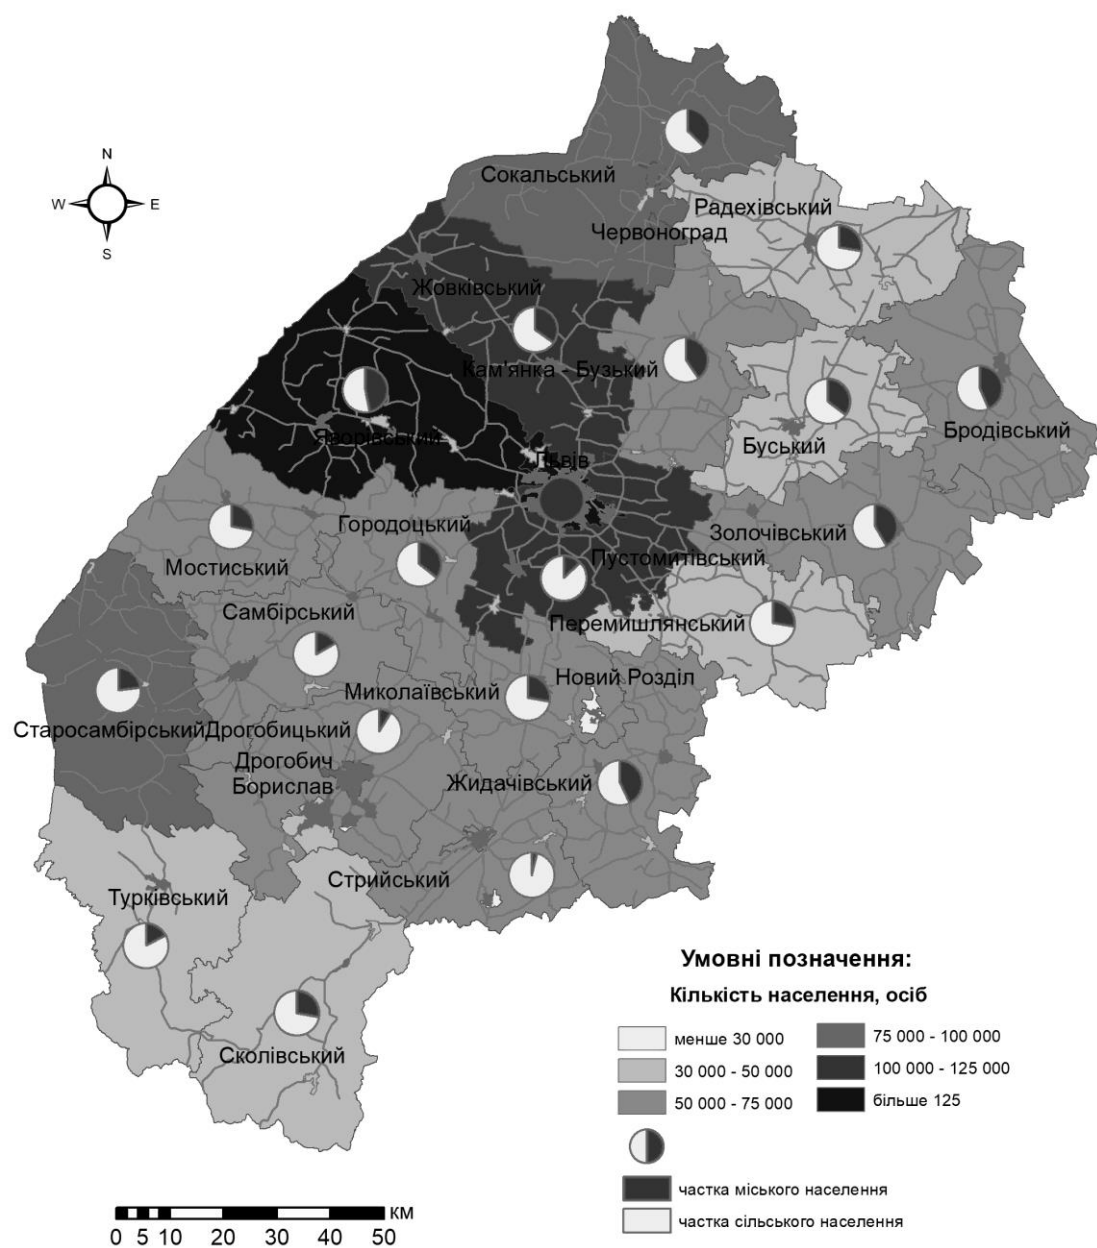 N
W
E
S
Сокальський
Радехівський
Червоноград
Жовківський
Кам'янка - Бузький
Яворівський
Буський
Бродівський
Львів
Городоцький
Золочівський
Пустомитівський
Мостиський
Самбірський
Перемишлянський
Миколаївський
Новий Розділ
Старосамбірський
Дрогобицький
Дрогобич
Борислав
Жидачівський
Стрийський
Турківський
Сколівський
Умовні позначення:
Кількість населення, осіб
менше 30 000
75 000 - 100 000
30 000 - 50 000
100 000 - 125 000
50 000 - 75 000
більше 125
частка міського населення
частка сільського населення
КМ
0 5 10 20 30 40 50